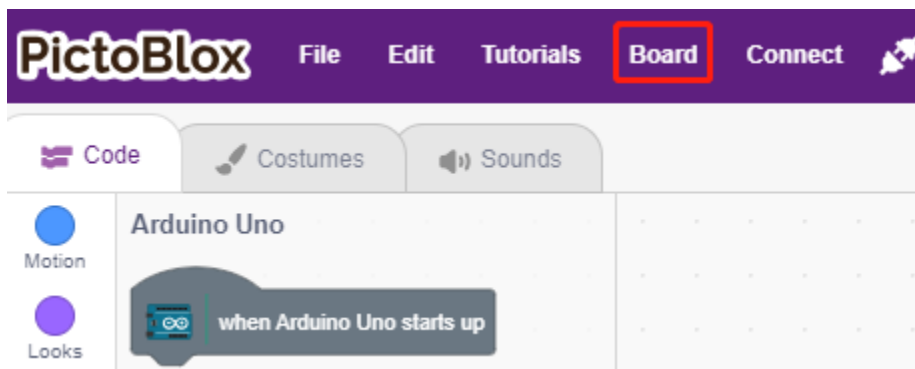 PictoBlox File Edit Tutorials Board Connect
Code Costumes Sounds
Arduino Uno
Motion
when Arduino Uno starts up
Looks